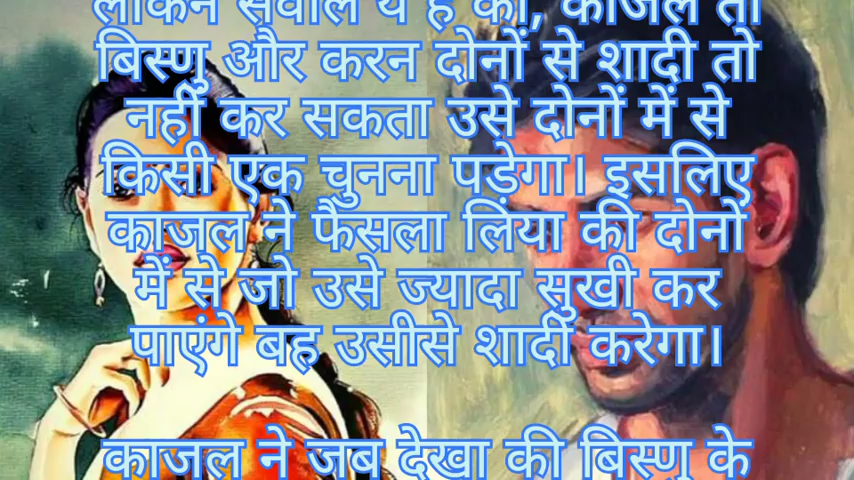 लेकिन सवाल ये है की, काजल तो
बिस्णु और करन दोनों से शादी तो
नहीं कर सकता उसे दोनों में से
किसी एक चुनना पड़ेगा। इसलिए
काजल ने फैसला लिया की दोनों
में से जो उसे ज्यादा सुखी कर
पाएंगे बह उसीसे शादी करेगा।
काजल ने जब देखा की बिस्णु के